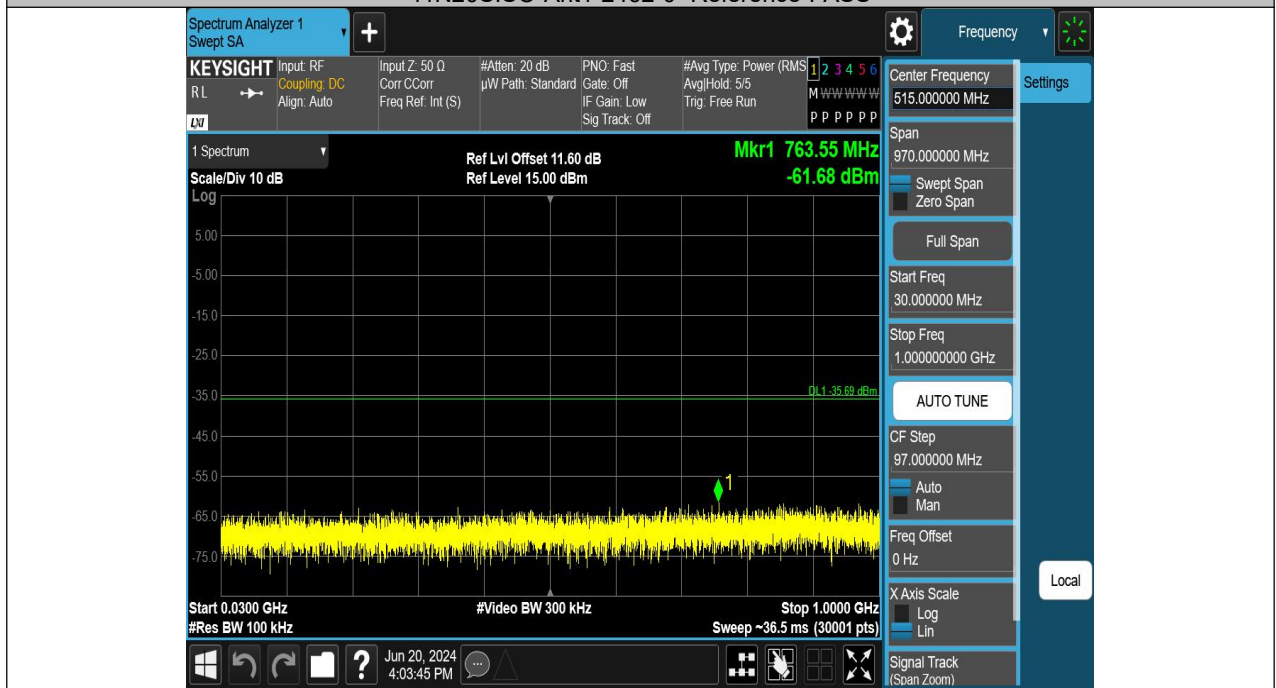 Spectrum Analyzer 1
Swept SA
+
Frequency
KEYSIGHT
RL
LXI
Input: RF
Coupling: DC
Align: Auto
Input Z: 50 Ω
Corr CCorr
Freq Ref: Int (S)
#Atten: 20 dB
µW Path: Standard
PNO: Fast
Gate: Off
IF Gain: Low
Sig Track: Off
#Avg Type: Power (RMS
Avg|Hold: 5/5
Trig: Free Run
1 2 3 4 5 6
M W W W W W
P P P P P P
1 Spectrum
Scale/Div 10 dB
Log
Ref Lvl Offset 11.60 dB
Ref Level 15.00 dBm
Mkr1 763.55 MHz
-61.68 dBm
5.00
-5.00
-15.0
-25.0
-35.0
DL1 -35.69 dBm
-45.0
-55.0
1
-65.0
-75.0
Start 0.0300 GHz
#Res BW 100 kHz
#Video BW 300 kHz
Stop 1.0000 GHz
Sweep ~36.5 ms (30001 pts)
Center Frequency
515.000000 MHz
Settings
Span
970.000000 MHz
Swept Span
Zero Span
Full Span
Start Freq
30.000000 MHz
Stop Freq
1.000000000 GHz
AUTO TUNE
CF Step
97.000000 MHz
Auto
Man
Freq Offset
0 Hz
X Axis Scale
Log
Lin
Signal Track
(Span Zoom)
Local
?
Jun 20, 2024
4:03:45 PM